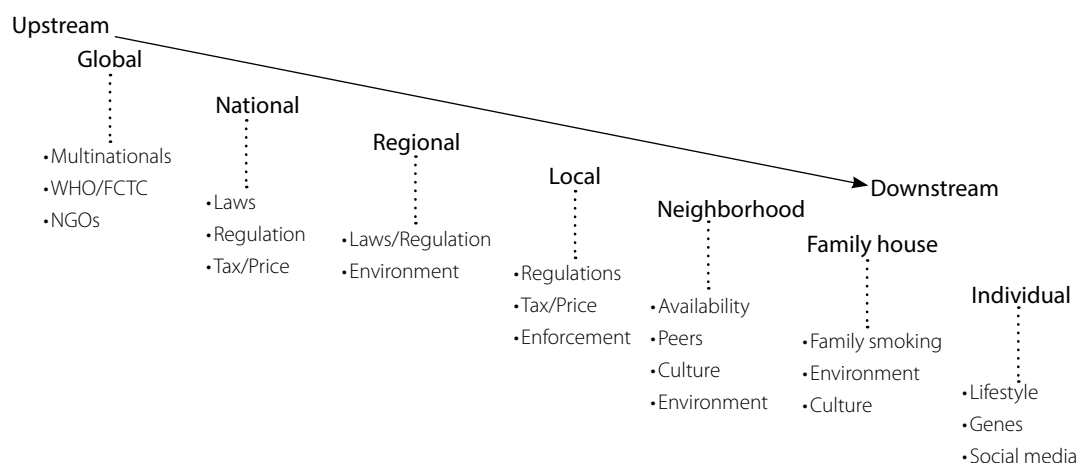 Upstream
Global
•Multinationals
•WHO/FCTC
•NGOs
National
•Laws
•Regulation
•Tax/Price
Regional
•Laws/Regulation
•Environment
Local
•Regulations
•Tax/Price
•Enforcement
Downstream
Neighborhood
•Availability
•Peers
•Culture
•Environment
Family house
•Family smoking
•Environment
•Culture
Individual
•Lifestyle
•Genes
•Social media